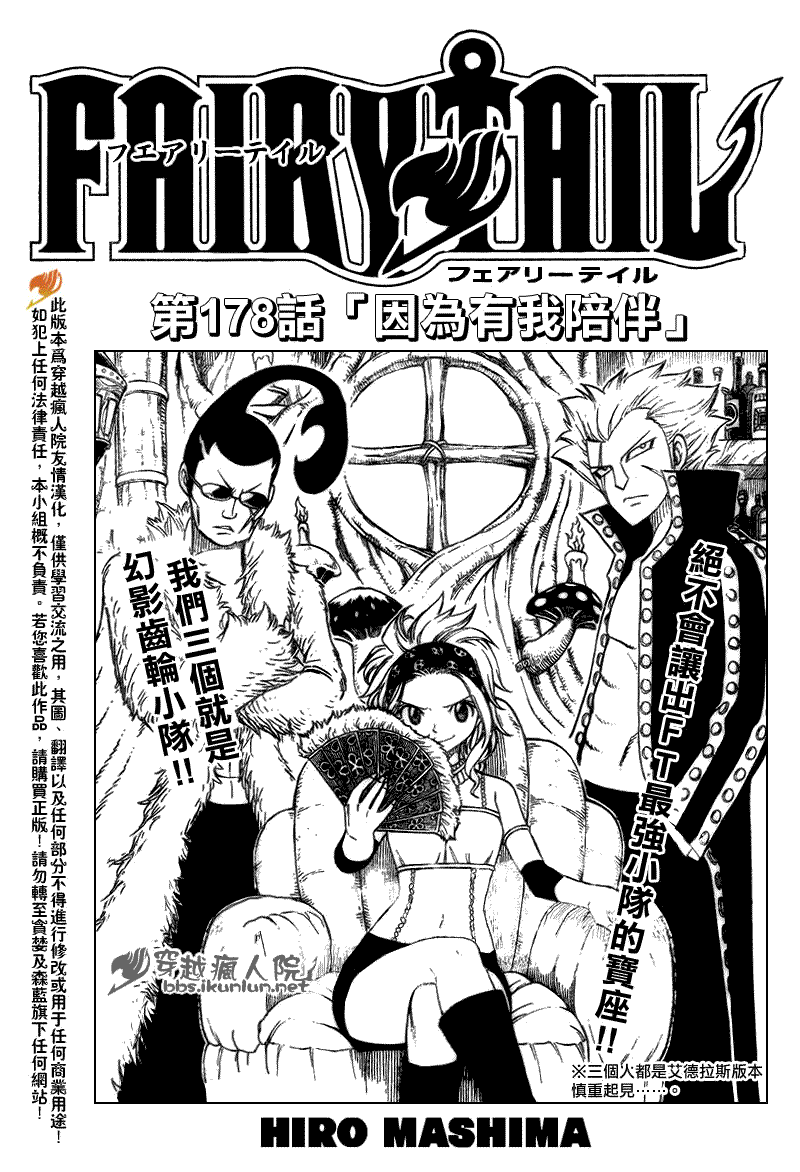 FAIRY TAIL
フェアリーテイル
フェアリーテイル
第178話「因為有我陪伴」
此版本爲穿越瘋人院友情漢化，僅供學習交流之用，其圖、翻譯以及任何部分不得進行修改或用于任何商業用途！
如犯上任何法律責任，本小組概不負責。若您喜歡此作品，請購買正版！請勿轉至貪婪及森藍旗下任何網站！
絕不會讓出FT最強小隊的寶座!!
我們三個就是
幻影齒輪小隊!!
穿越瘋人院
bbs.ikunlun.net
※三個人都是艾德拉斯版本
慎重起見……。
HIRO MASHIMA